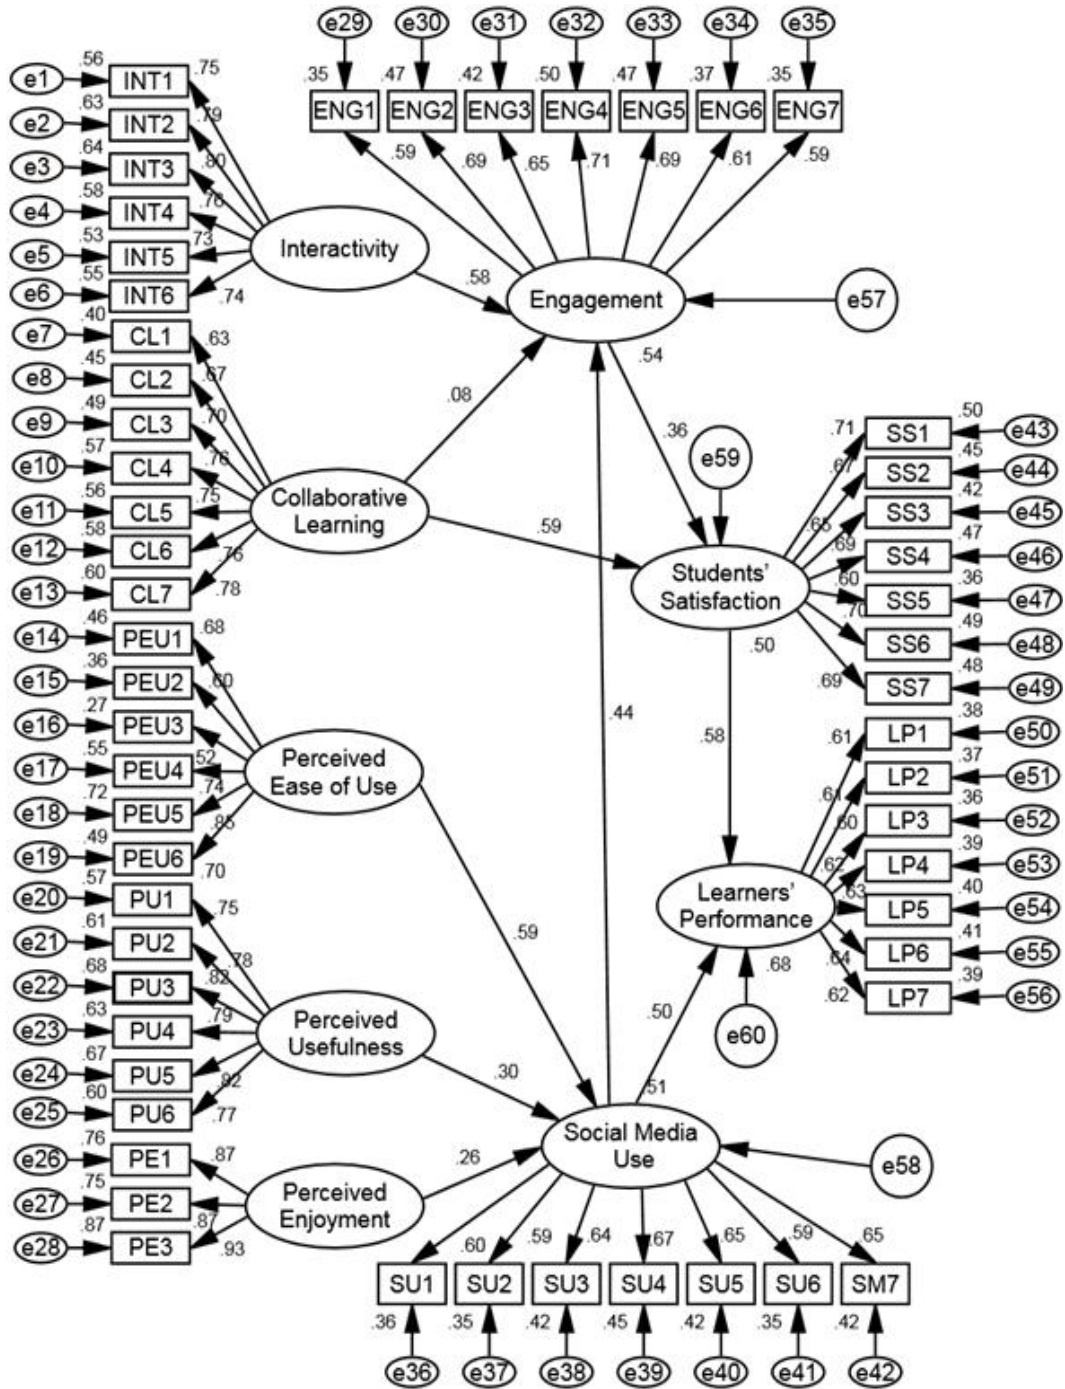 e29 e30 e31 e32 e33 e34 e35
.35 .47 .42 .50 .47 .37 .35
ENG1 ENG2 ENG3 ENG4 ENG5 ENG6 ENG7
.59 .69 .65 .71 .69 .61 .59
e1 .56 INT1 .75
e2 .63 INT2 .79
e3 .64 INT3 .80
e4 .58 INT4 .76
e5 .53 INT5 .73
e6 .55 INT6 .74
Interactivity
.58
Engagement
e57
.54
e7 .40 CL1 .63
e8 .45 CL2 .67
e9 .49 CL3 .70
e10 .57 CL4 .76
e11 .56 CL5 .75
e12 .58 CL6 .76
e13 .60 CL7 .78
Collaborative
Learning
.08
.59
.36
e59
Students'
Satisfaction
.50
.71 SS1 .50 e43
.67 SS2 .45 e44
.65 SS3 .42 e45
.69 SS4 .47 e46
.60 SS5 .36 e47
.70 SS6 .49 e48
.69 SS7 .48 e49
e14 .46 PEU1 .68
e15 .36 PEU2 .60
e16 .27 PEU3 .52
e17 .55 PEU4 .74
e18 .72 PEU5 .85
e19 .49 PEU6 .70
Perceived
Ease of Use
.44
.58
.59
.61 LP1 .38 e50
.61 LP2 .37 e51
.60 LP3 .36 e52
.62 LP4 .39 e53
.63 LP5 .40 e54
.64 LP6 .41 e55
.62 LP7 .39 e56
Learners'
Performance
.68
e60
.50
e20 .57 PU1 .75
e21 .61 PU2 .78
e22 .68 PU3 .82
e23 .63 PU4 .79
e24 .67 PU5 .82
e25 .60 PU6 .77
Perceived
Usefulness
.30
.51
Social Media
Use
e58
e26 .76 PE1 .87
e27 .75 PE2 .87
e28 .87 PE3 .93
Perceived
Enjoyment
.26
.60 .59 .64 .67 .65 .59 .65
SU1 SU2 SU3 SU4 SU5 SU6 SM7
.36 .35 .42 .45 .42 .35 .42
e36 e37 e38 e39 e40 e41 e42